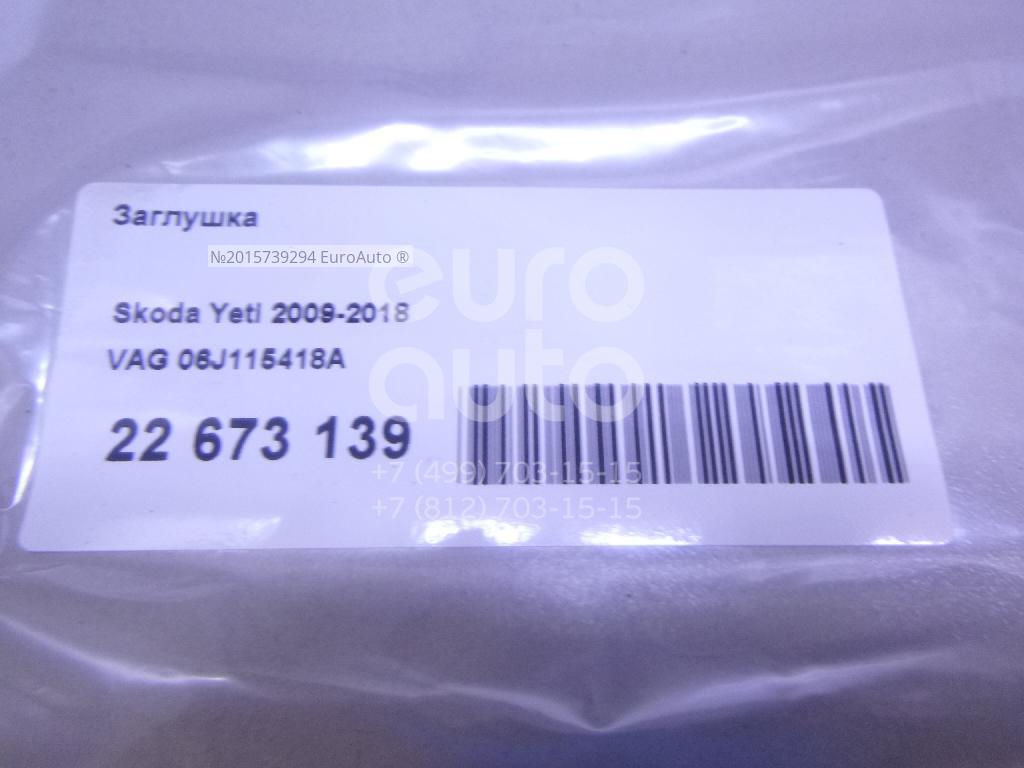 Заглушка
№2015739294 EuroAuto ®
euro
auto
Skoda Yeti 2009-2018
VAG 06J115418A
22 673 139
+7 (499) 703-15-15
+7 (812) 703-15-15